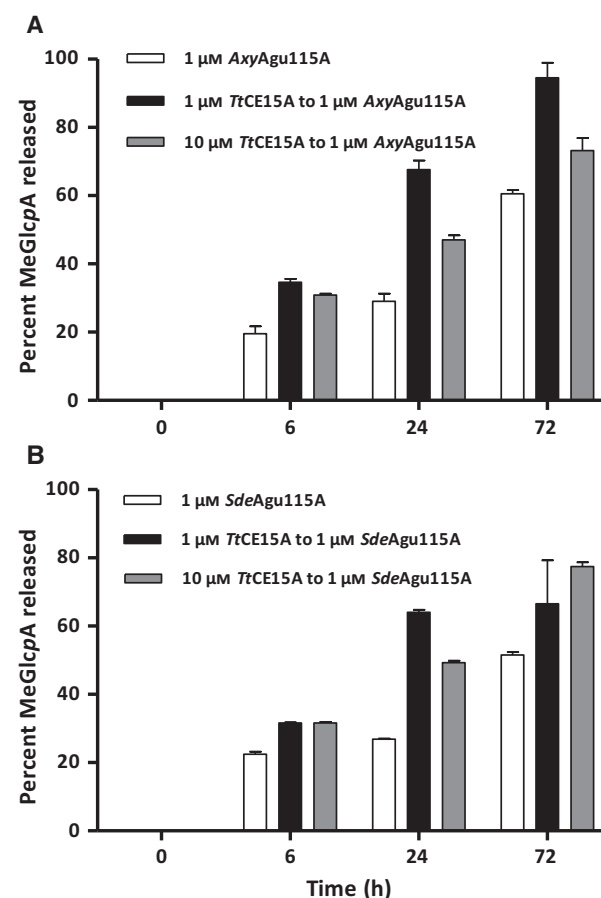 A
100
80
60
40
20
0
Percent MeGlcpA released
1 μM AxyAgu115A
1 μM TtCE15A to 1 μM AxyAgu115A
10 μM TtCE15A to 1 μM AxyAgu115A
0 6 24 72
B
100
80
60
40
20
0
Percent MeGlcpA released
1 μM SdeAgu115A
1 μM TtCE15A to 1 μM SdeAgu115A
10 μM TtCE15A to 1 μM SdeAgu115A
0 6 24 72
Time (h)